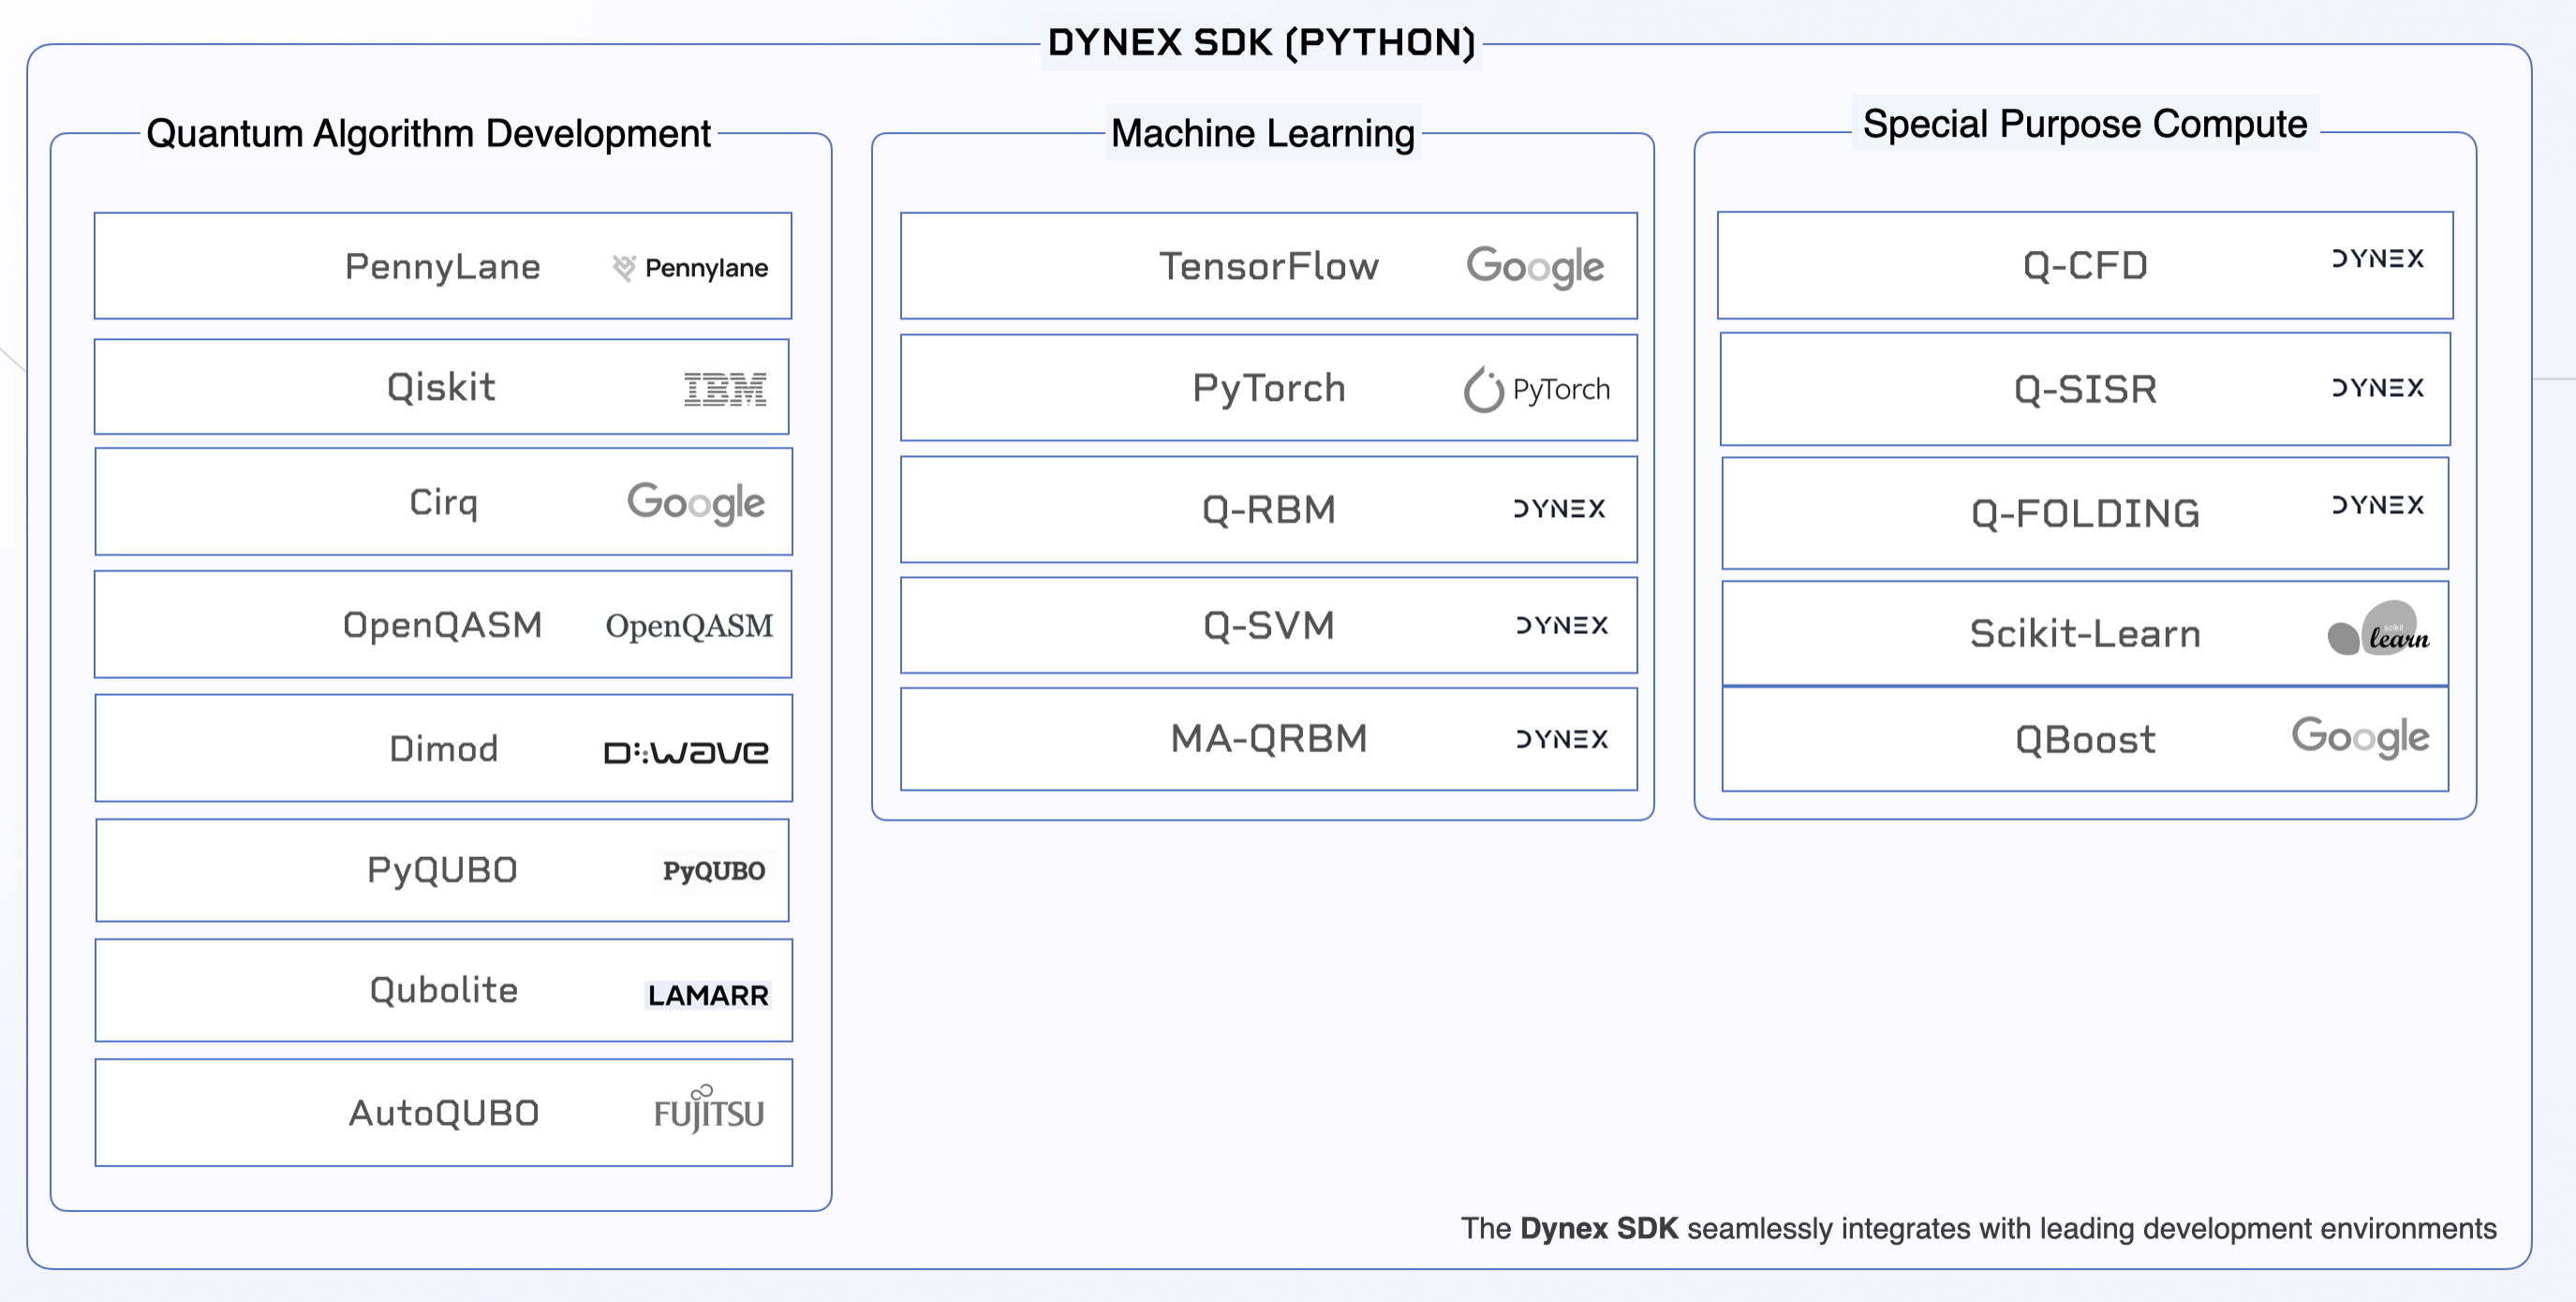 DYNEX SDK (PYTHON)
Quantum Algorithm Development
PennyLane Pennylane
Qiskit IBM
Cirq Google
OpenQASM OpenQASM
Dimod D:Wave
PyQUBO PyQUBO
Qubolite LAMARR
AutoQUBO FUJITSU
Machine Learning
TensorFlow Google
PyTorch PyTorch
Q-RBM DYNEX
Q-SVM DYNEX
MA-QRBM DYNEX
Special Purpose Compute
Q-CFD DYNEX
Q-SISR DYNEX
Q-FOLDING DYNEX
Scikit-Learn scikit learn
QBoost Google
The Dynex SDK seamlessly integrates with leading development environments